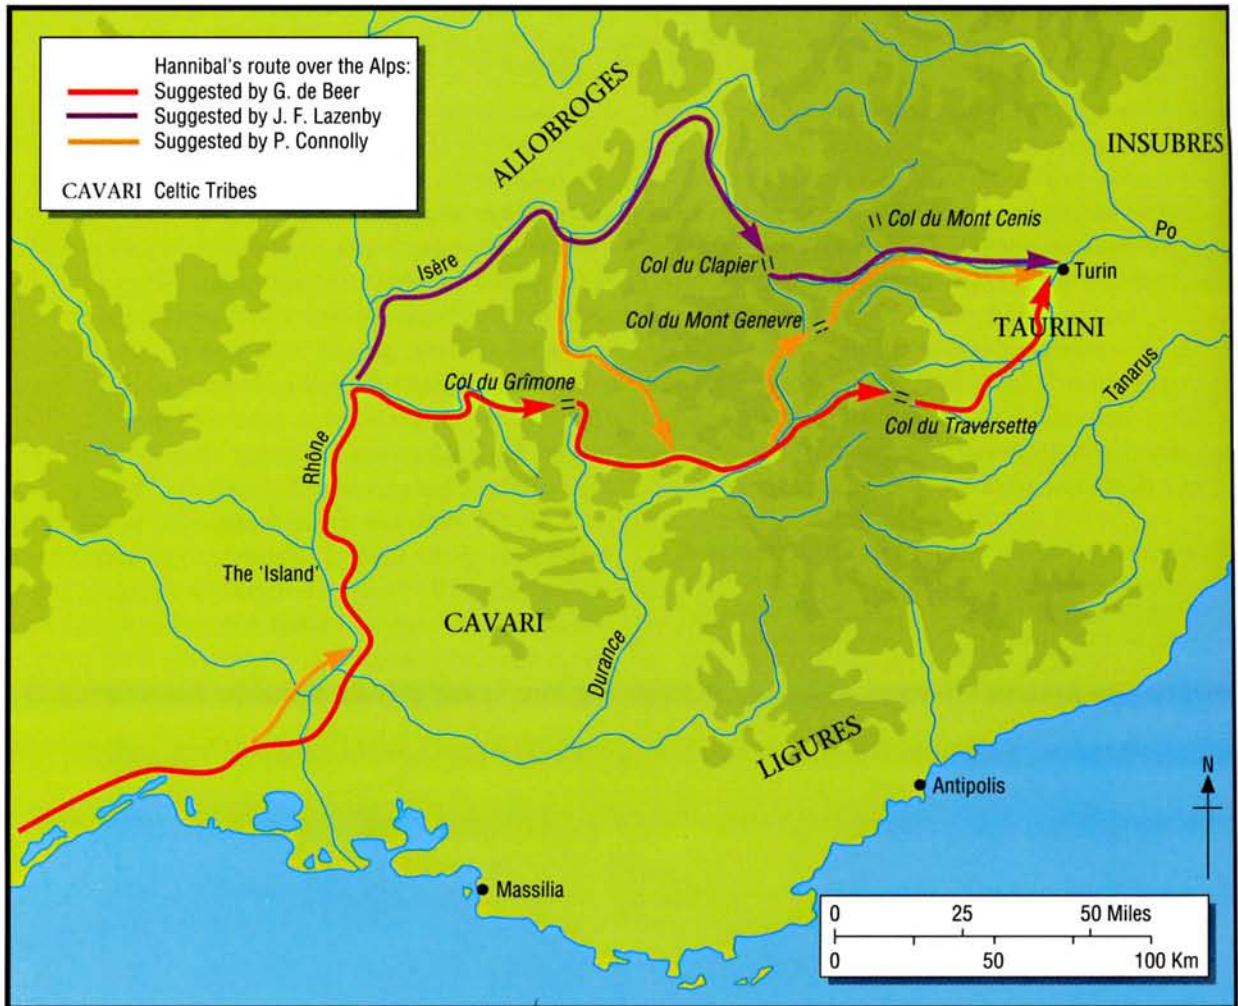 Hannibal's route over the Alps:
Suggested by G. de Beer
Suggested by J. F. Lazenby
Suggested by P. Connolly
CAVARI Celtic Tribes
ALLOBROGES
INSUBRES
Col du Mont Cenis
Po
Isère
Col du Clapier
Turin
Col du Mont Genevre
TAURINI
Tanarus
Col du Grîmone
Col du Traversette
Rhône
The 'Island'
CAVARI
Durance
LIGURES
N
Antipolis
Massilia
0 25 50 Miles
0 50 100 Km